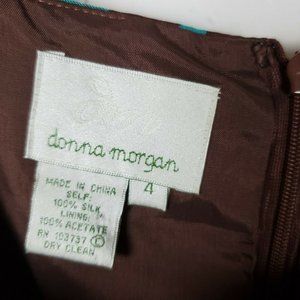 donna morgan
4
MADE IN CHINA
SELF:
100% SILK
LINING:
100% ACETATE
RN 103737 C
DRY CLEAN